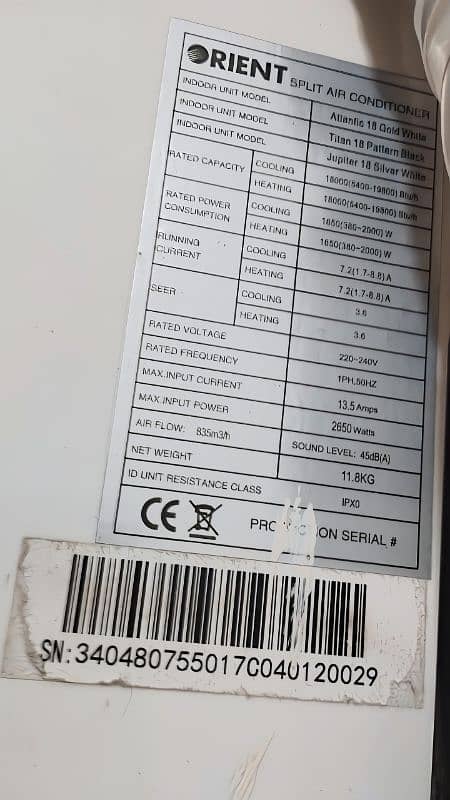 ORIENT SPLIT AIR CONDITIONER
INDOOR UNIT MODEL Atlantic 18 Gold White
INDOOR UNIT MODEL Titan 18 Pattern Black
INDOOR UNIT MODEL Jupiter 18 Silver White
RATED CAPACITY COOLING 18000(5400-19800) Btu/h
HEATING 18000(5400-19800) Btu/h
RATED POWER CONSUMPTION COOLING 1650(380~2000) W
HEATING 1650(380~2000) W
RUNNING CURRENT COOLING 7.2(1.7-8.8) A
HEATING 7.2(1.7-8.8) A
SEER COOLING 3.6
HEATING 3.6
RATED VOLTAGE 220~240V
RATED FREQUENCY 1PH,50HZ
MAX.INPUT CURRENT 13.5 Amps
MAX.INPUT POWER 2650 Watts
AIR FLOW: 835m3/h SOUND LEVEL: 45dB(A)
NET WEIGHT 11.8KG
ID UNIT RESISTANCE CLASS IPX0
CE PRODUCTION SERIAL #
SN:340480755017C040120029